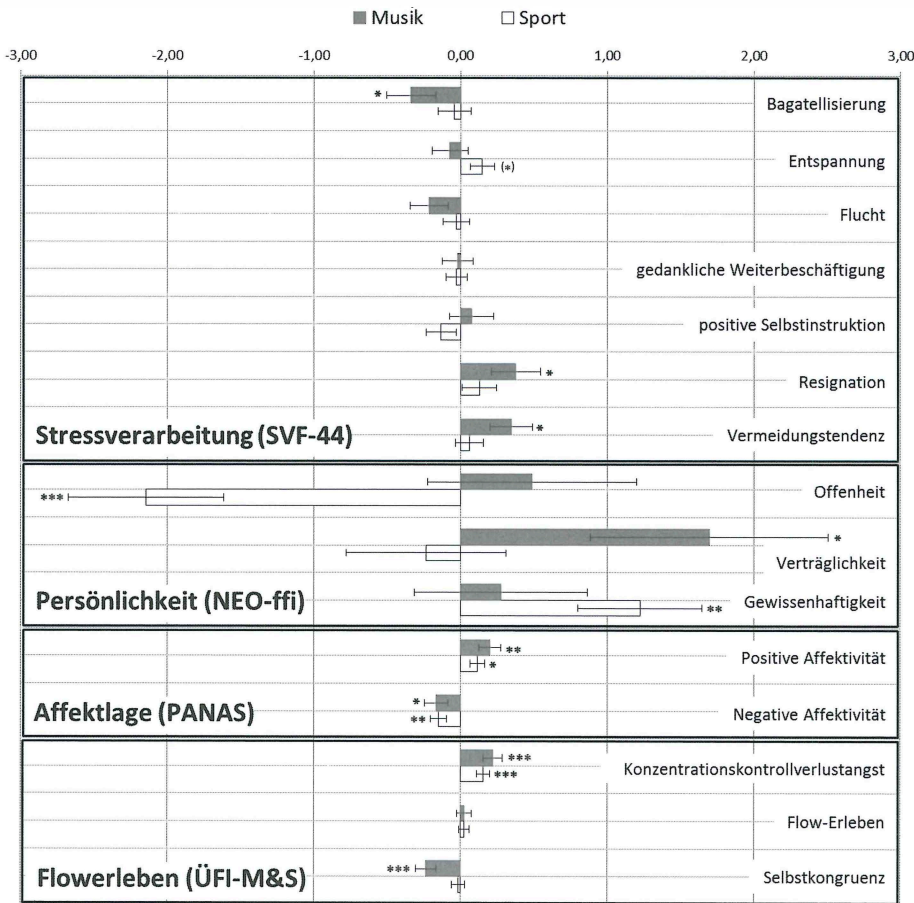 Musik Sport
-3,00 -2,00 -1,00 0,00 1,00 2,00 3,00
* Bagatellisierung
Entspannung
(*)
Flucht
gedankliche Weiterbeschäftigung
positive Selbstinstruktion
Resignation
*
Stressverarbeitung (SVF-44) * Vermeidungstendenz
Offenheit
***
*
Verträglichkeit
Persönlichkeit (NEO-ffi) Gewissenhaftigkeit
**
** Positive Affektivität
*
*
Affektlage (PANAS) ** Negative Affektivität
*** Konzentrationskontrollverlustangst
***
Flow-Erleben
***
Flowerleben (ÜFI-M&S) Selbstkongruenz